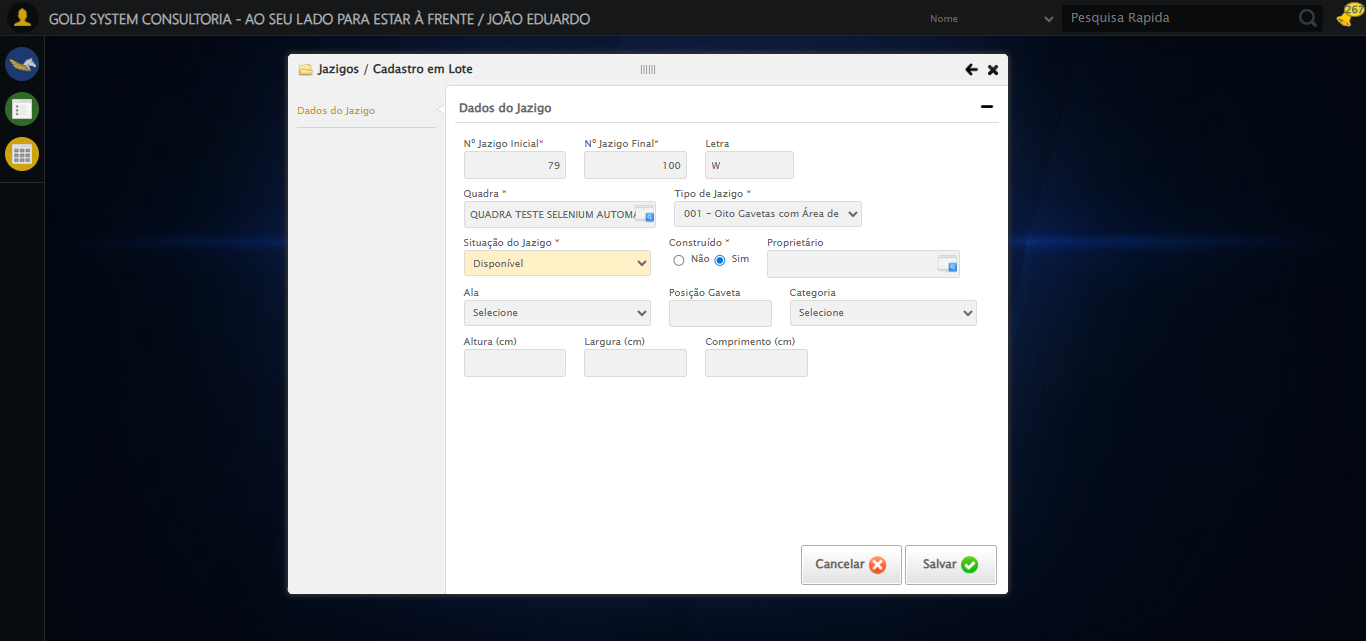 GOLD SYSTEM CONSULTORIA - AO SEU LADO PARA ESTAR À FRENTE / JOÃO EDUARDO
Nome
Pesquisa Rapida
267
Jazigos / Cadastro em Lote
Dados do Jazigo
Dados do Jazigo
Nº Jazigo Inicial* Nº Jazigo Final* Letra
79 100 W
Quadra * Tipo de Jazigo *
QUADRA TESTE SELENIUM AUTOMA 001 - Oito Gavetas com Área de
Situação do Jazigo * Construído * Proprietário
Disponível Não Sim
Ala Posição Gaveta Categoria
Selecione Selecione
Altura (cm) Largura (cm) Comprimento (cm)
Cancelar Salvar